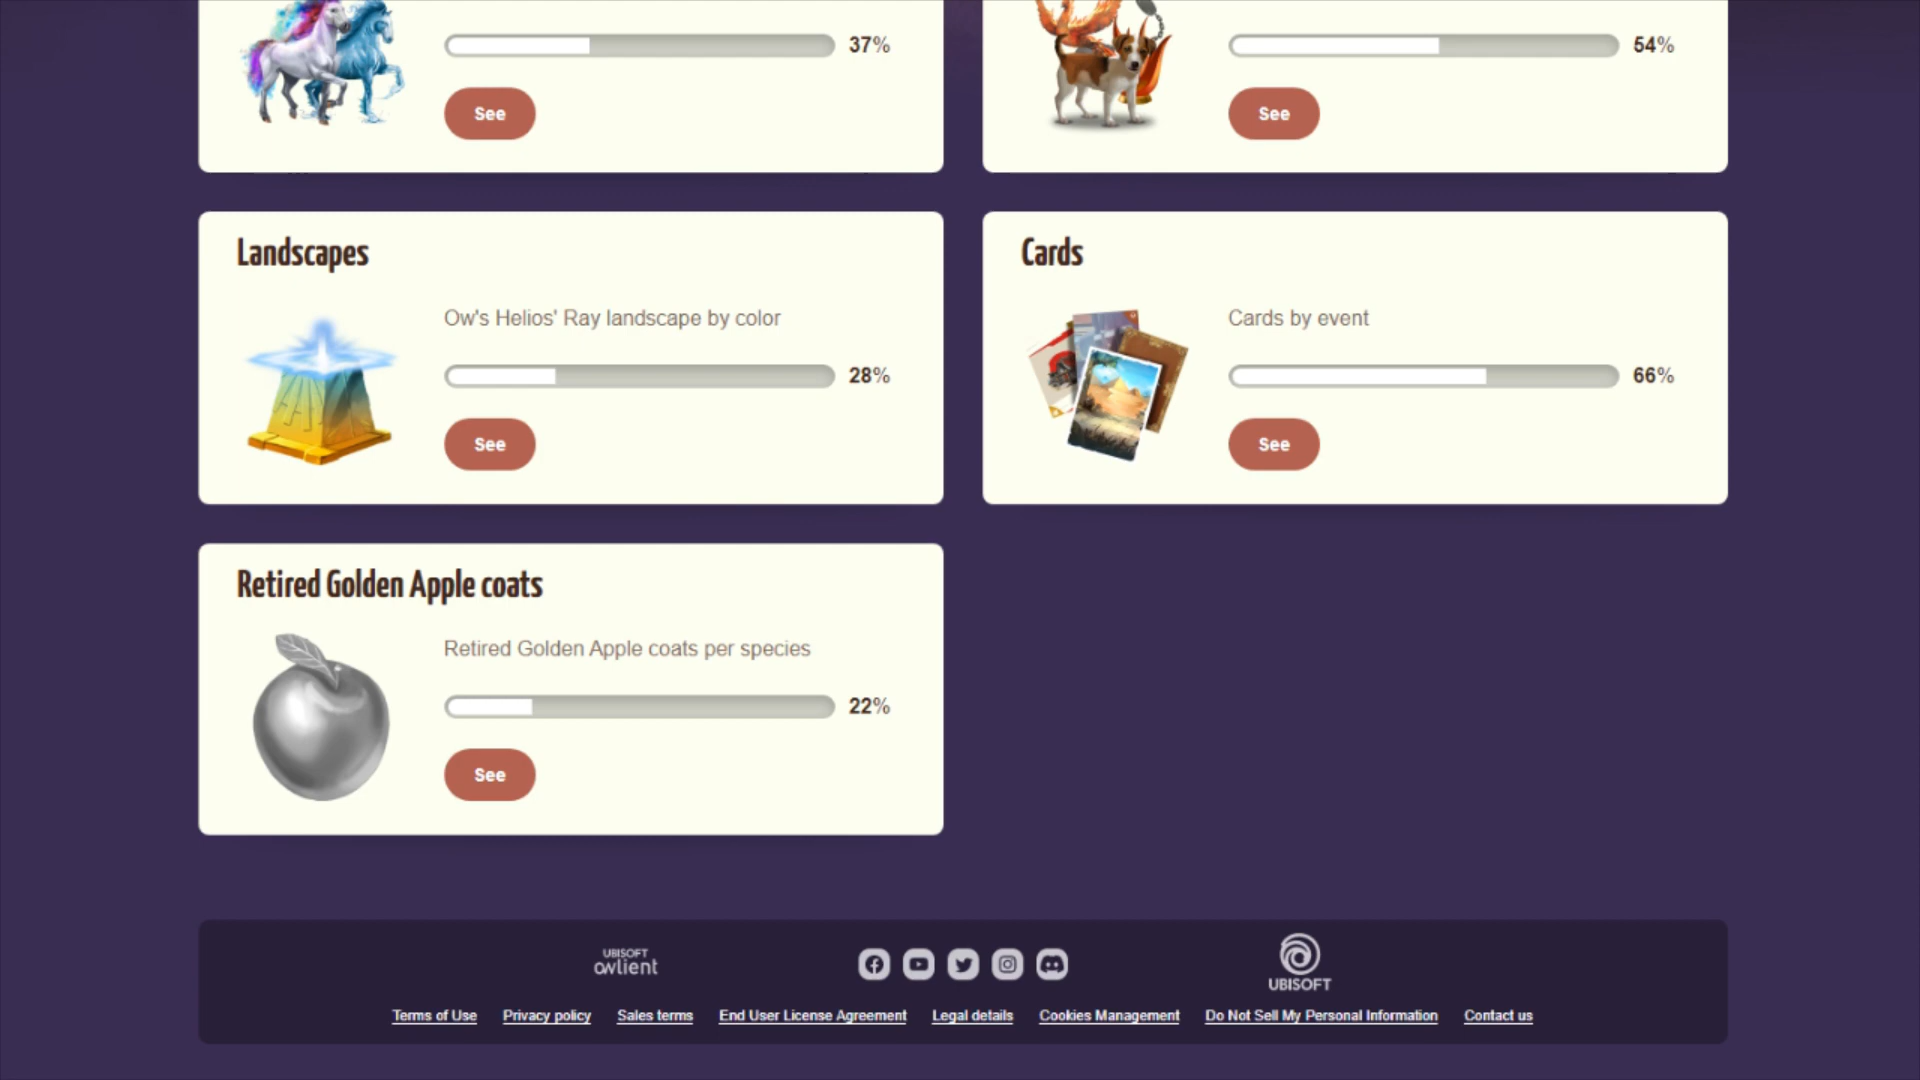 37%
See
54%
See
Landscapes
Ow's Helios' Ray landscape by color
28%
See
Cards
Cards by event
66%
See
Retired Golden Apple coats
Retired Golden Apple coats per species
22%
See
UBISOFT
owlient
UBISOFT
Terms of Use Privacy policy Sales terms End User License Agreement Legal details Cookies Management Do Not Sell My Personal Information Contact us